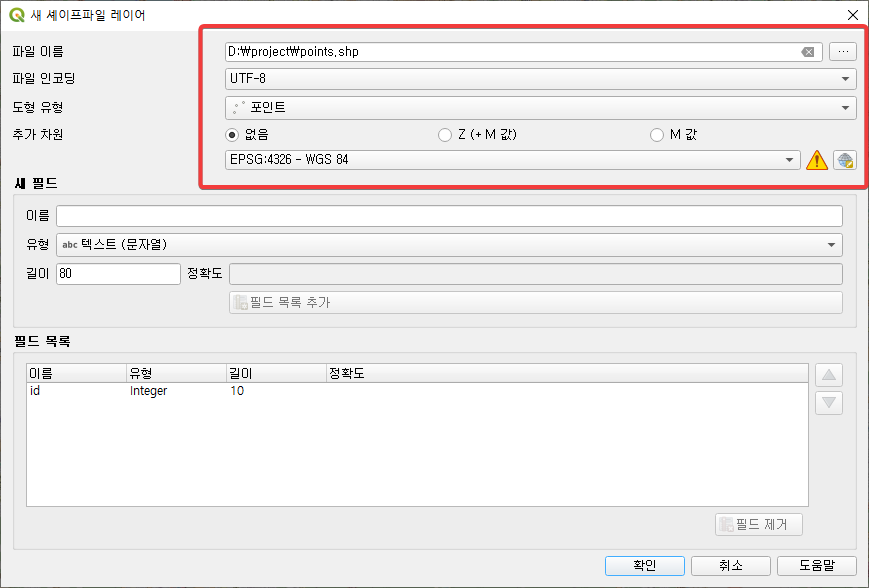 새 셰이프파일 레이어
파일 이름 D:₩project₩points.shp ...
파일 인코딩 UTF-8
도형 유형 포인트
추가 차원 없음 Z (+ M 값) M 값
EPSG:4326 - WGS 84
새 필드
이름
유형 abc 텍스트 (문자열)
길이 80 정확도
필드 목록 추가
필드 목록
이름 유형 길이 정확도
id Integer 10
필드 제거
확인 취소 도움말